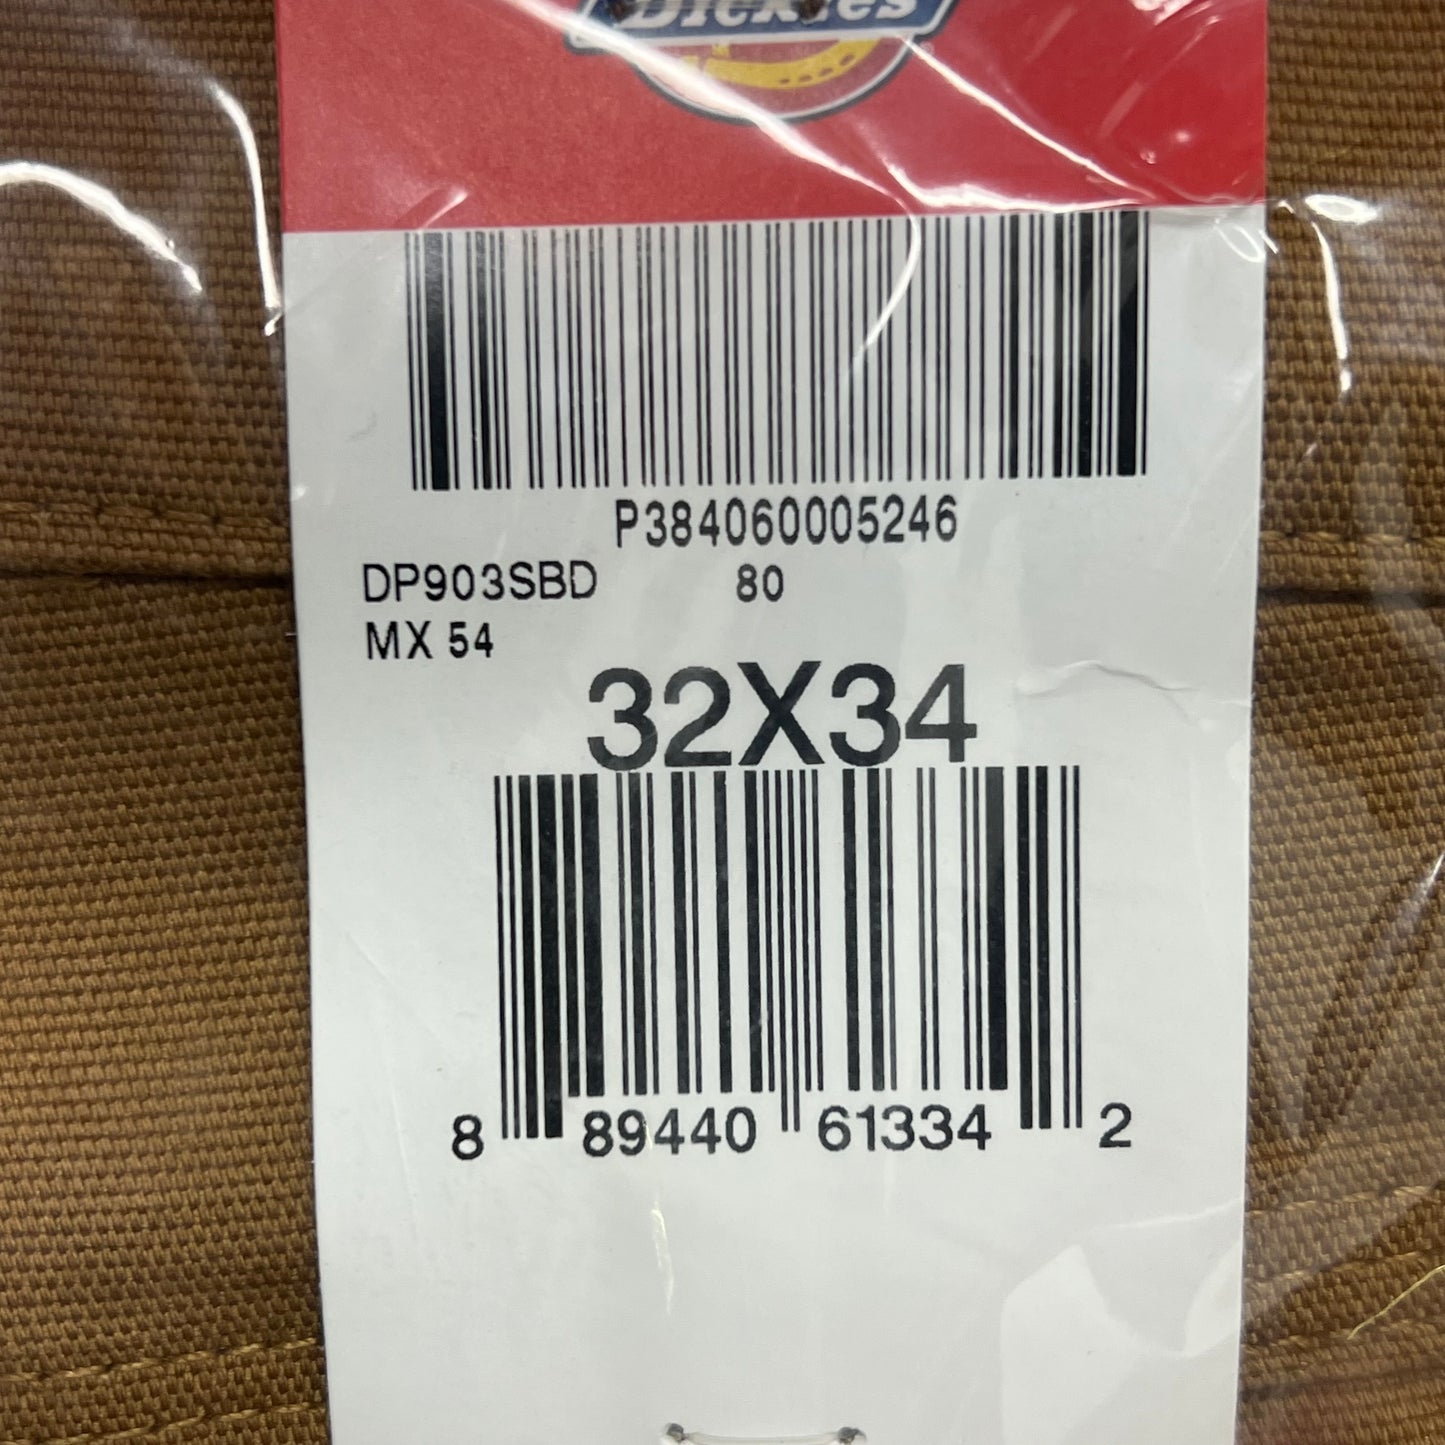 Dickies
P384060005246
DP903SBD 80
MX 54
32X34
8 89440 61334 2